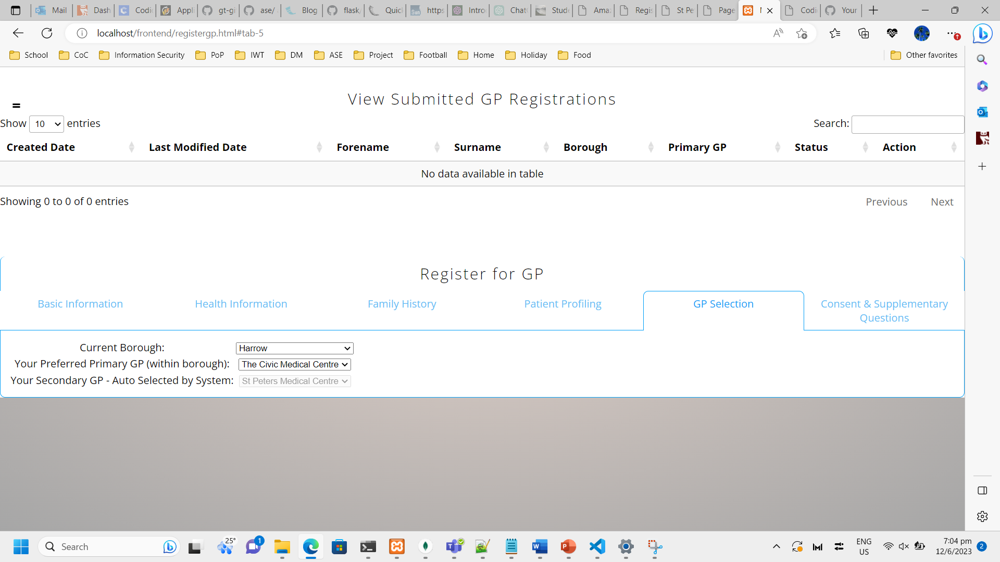 Mail
Dash
Codi
Appli
gt-gi
ase/
Blog
flask/
Quick
https
Intro
Chat
Stude
Amaz
Regis
St Pe
Page
Codi
Your
localhost/frontend/registergp.html#tab-5
School CoC Information Security PoP IWT DM ASE Project Football Home Holiday Food Other favorites
View Submitted GP Registrations
Show 10 entries Search:
Created Date Last Modified Date Forename Surname Borough Primary GP Status Action
No data available in table
Showing 0 to 0 of 0 entries Previous Next
Register for GP
Basic Information Health Information Family History Patient Profiling GP Selection Consent & Supplementary
Questions
Current Borough: Harrow
Your Preferred Primary GP (within borough): The Civic Medical Centre
Your Secondary GP - Auto Selected by System: St Peters Medical Centre
Search 25° 1 ENG 7:04 pm
US 12/6/2023 2